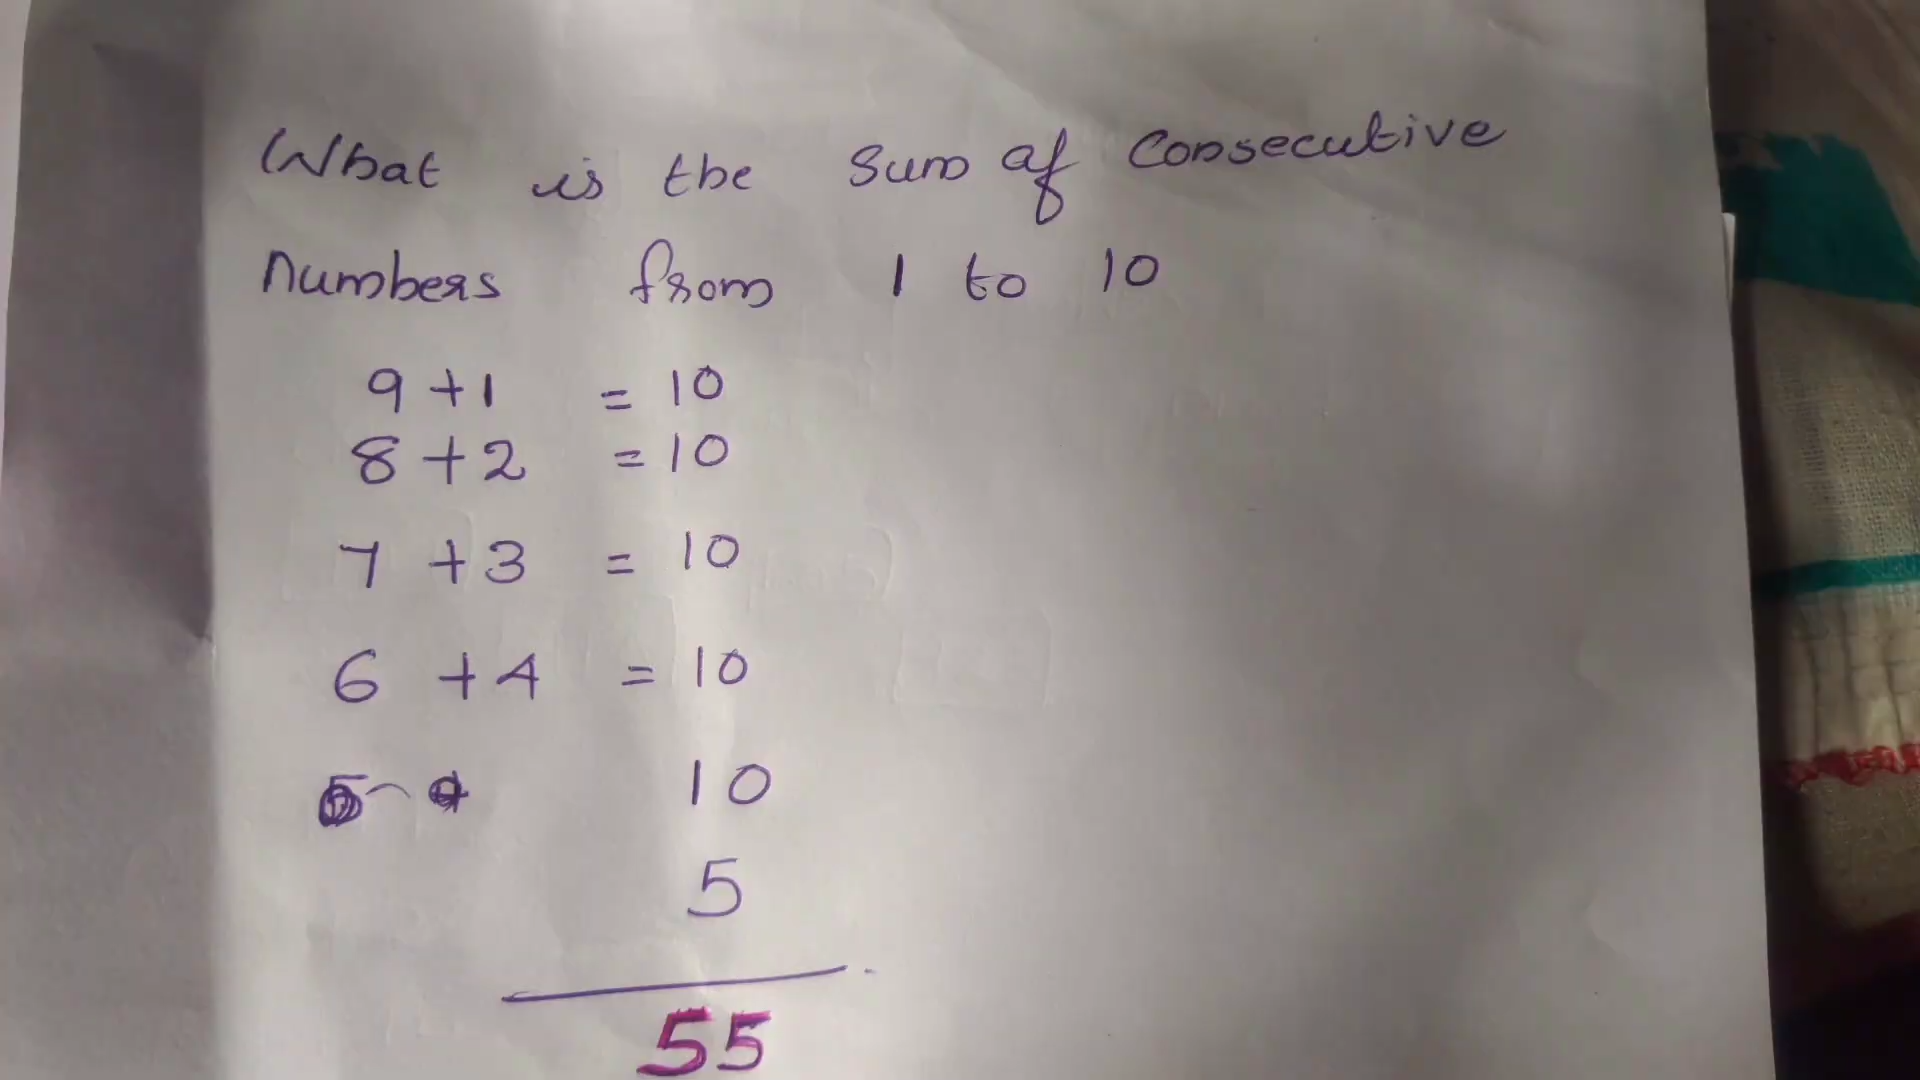 What is the sum of consecutive
numbers from 1 to 10
9 + 1 = 10
8 + 2 = 10
7 + 3 = 10
6 + 4 = 10
10
5
55